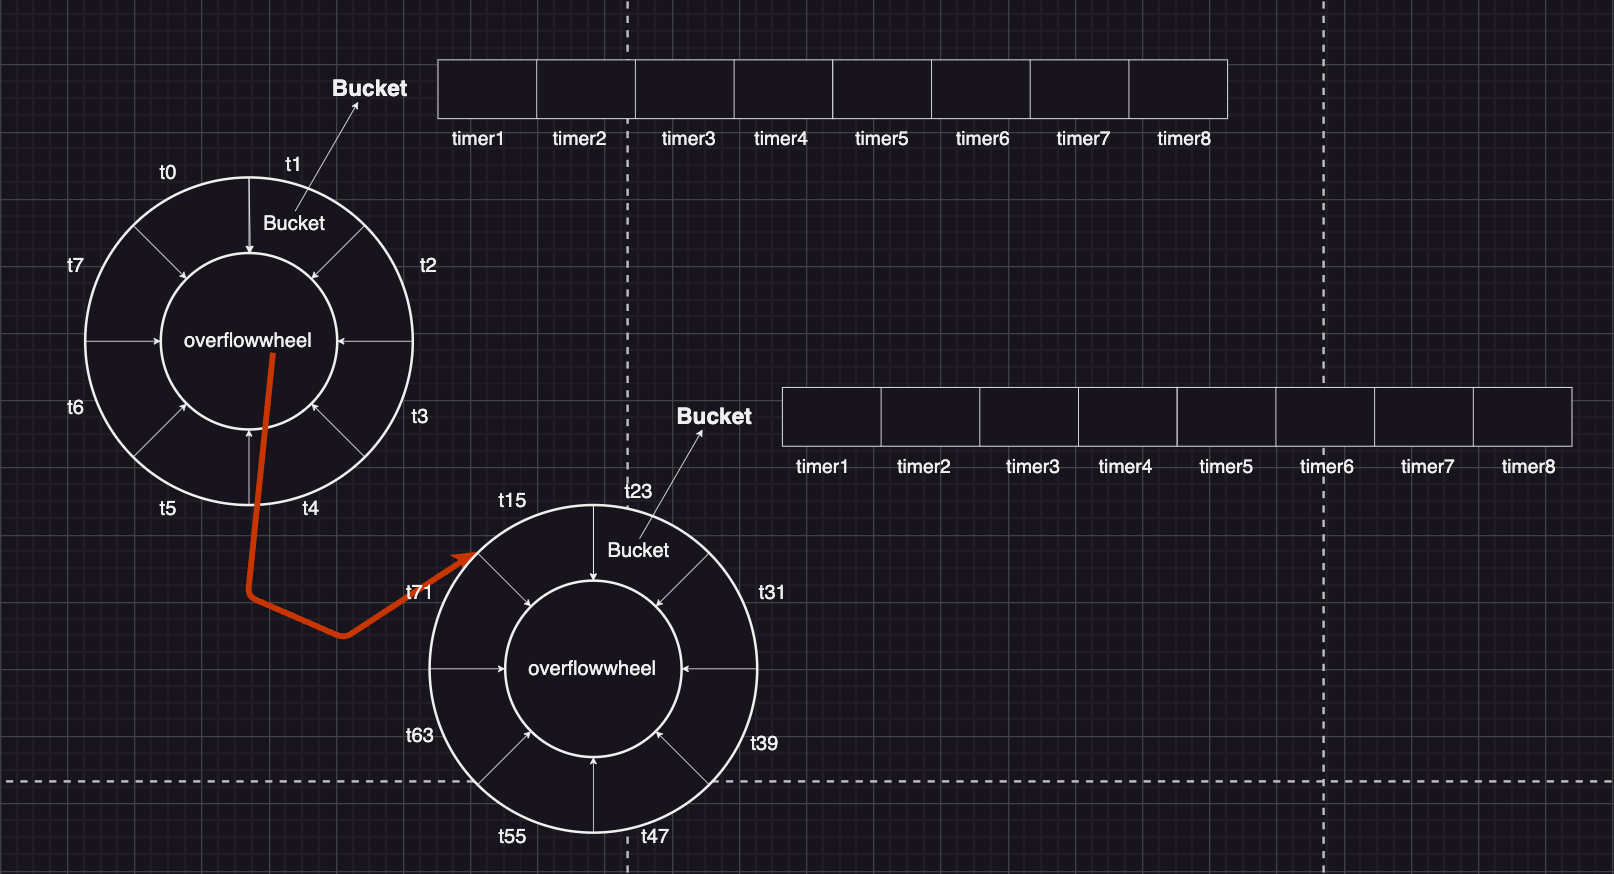 Bucket
timer1 timer2 timer3 timer4 timer5 timer6 timer7 timer8
t0 t1
Bucket
t7 t2
overflowwheel
t6 t3
t5 t4
Bucket
timer1 timer2 timer3 timer4 timer5 timer6 timer7 timer8
t15 t23
Bucket
t71 t31
overflowwheel
t63 t39
t55 t47